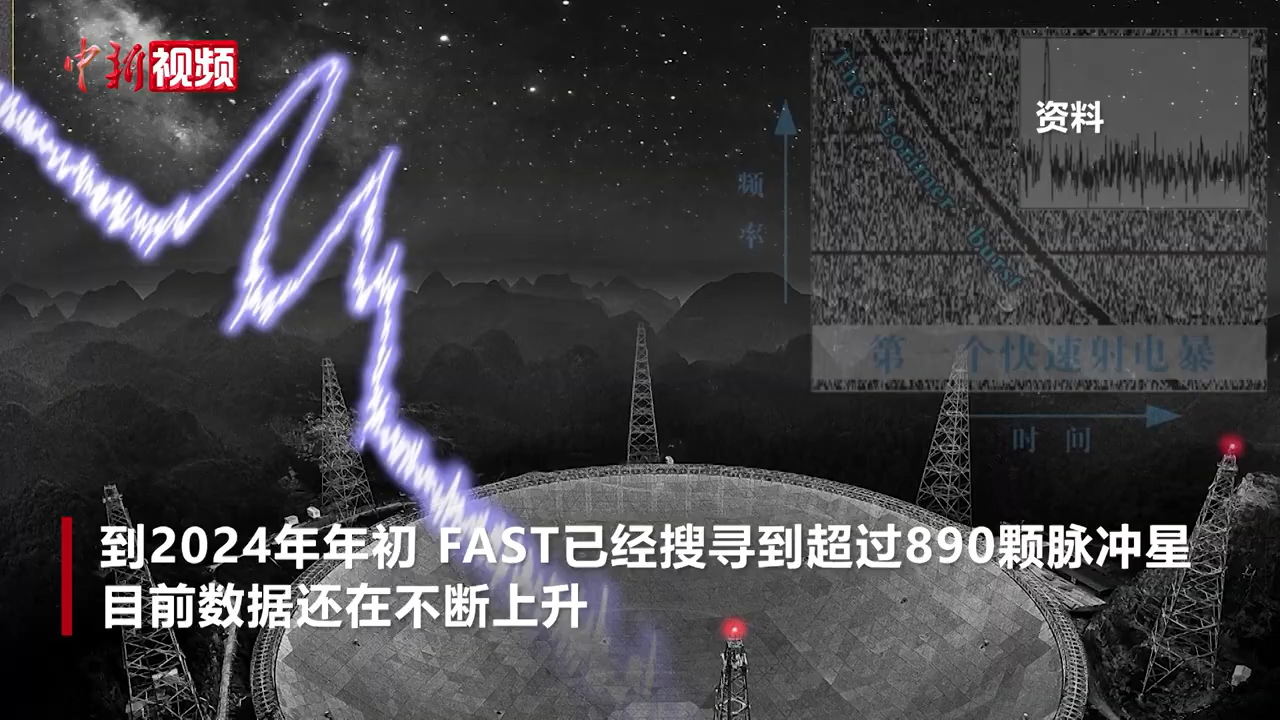 中新视频
资料
频率
The Lorimer burst
第一个快速射电暴
时间
到2024年年初 FAST已经搜寻到超过890颗脉冲星
目前数据还在不断上升